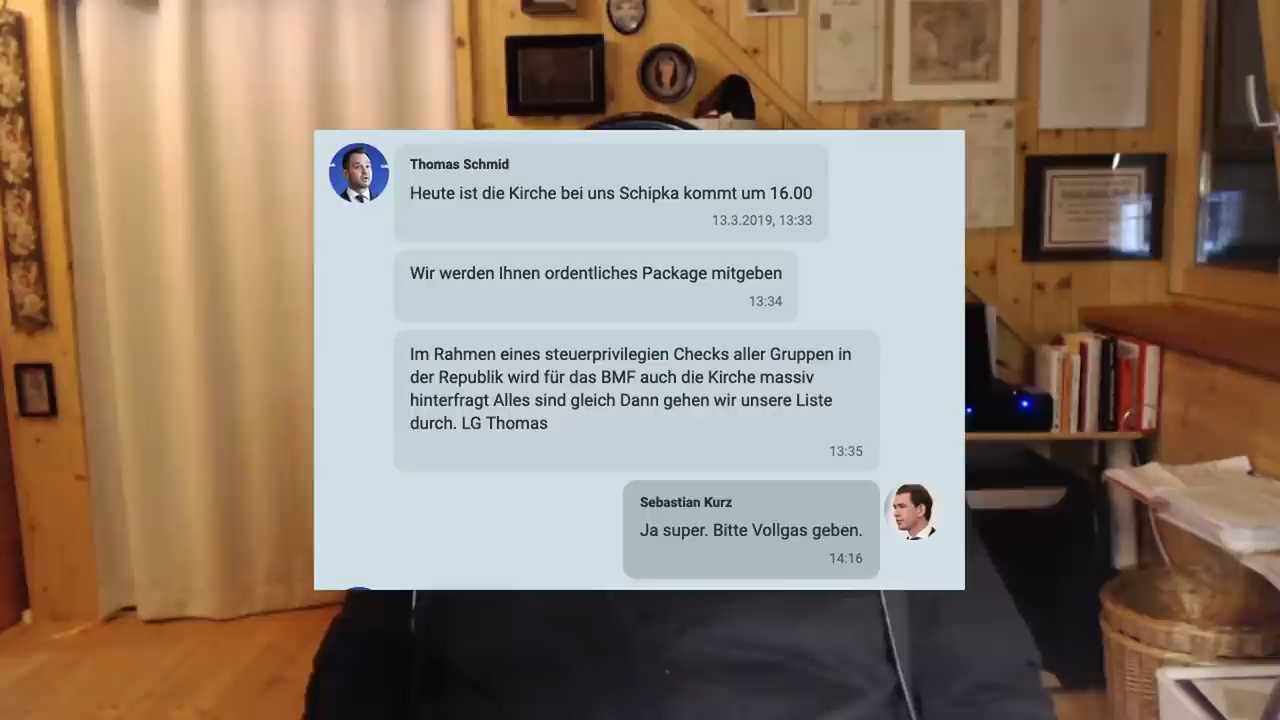 Thomas Schmid
Heute ist die Kirche bei uns Schipka kommt um 16.00
13.3.2019, 13:33
Wir werden Ihnen ordentliches Package mitgeben
13:34
Im Rahmen eines steuerprivilegien Checks aller Gruppen in
der Republik wird für das BMF auch die Kirche massiv
hinterfragt Alles sind gleich Dann gehen wir unsere Liste
durch. LG Thomas
13:35
Sebastian Kurz
Ja super. Bitte Vollgas geben.
14:16